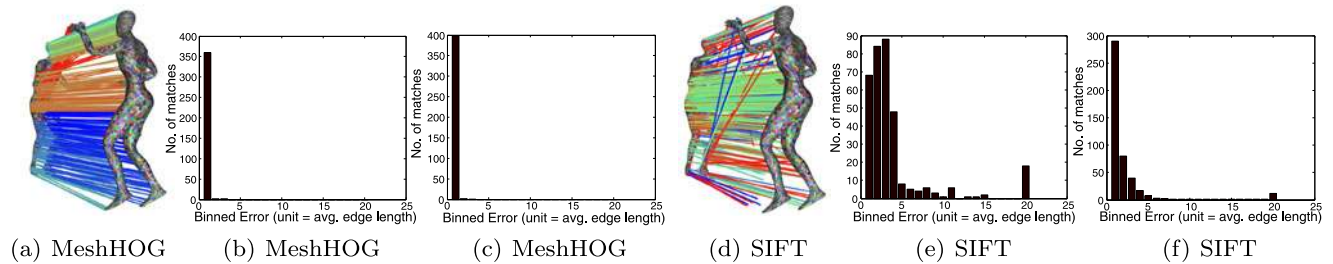 No. of matches
400
350
300
250
200
150
100
50
0
0 5 10 15 20 25
Binned Error (unit = avg. edge length)
No. of matches
400
350
300
250
200
150
100
50
0
0 5 10 15 20 25
Binned Error (unit = avg. edge length)
No. of matches
90
80
70
60
50
40
30
20
10
0
0 5 10 15 20 25
Binned Error (unit = avg. edge length)
No. of matches
300
250
200
150
100
50
0
0 5 10 15 20 25
Binned Error (unit = avg. edge length)
(a) MeshHOG (b) MeshHOG (c) MeshHOG (d) SIFT (e) SIFT (f) SIFT